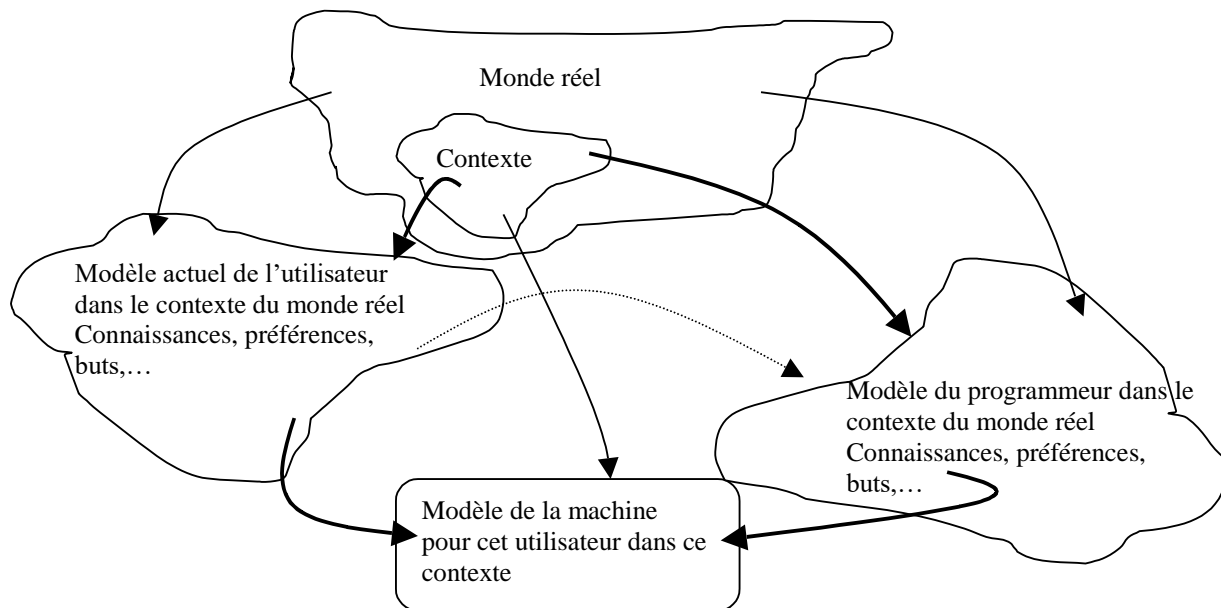 Monde réel
Contexte
Modèle actuel de l’utilisateur
dans le contexte du monde réel
Connaissances, préférences,
buts,…
Modèle du programmeur dans le
contexte du monde réel
Connaissances, préférences,
buts,…
Modèle de la machine
pour cet utilisateur dans ce
contexte